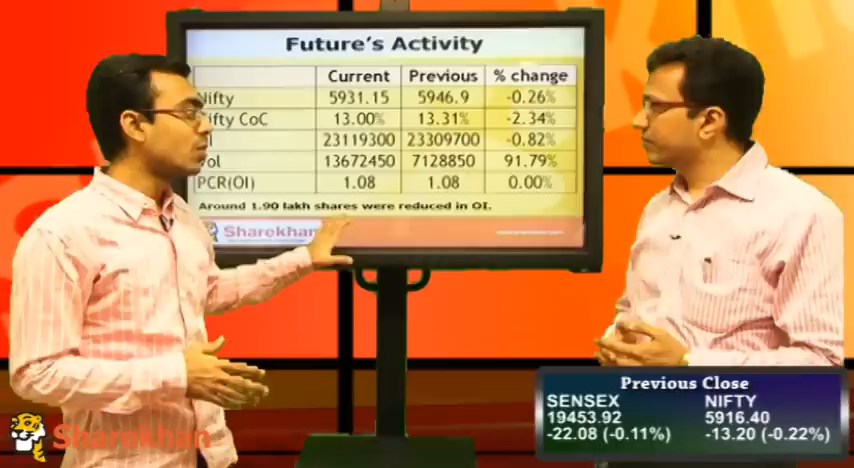 Future's Activity
Current Previous % change
Nifty 5931.15 5946.9 -0.26%
Nifty CoC 13.00% 13.31% -2.34%
23119300 23309700 -0.82%
13672450 7128850 91.79%
PCR(OI) 1.08 1.08 0.00%
Around 1.90 lakh shares were reduced in OI.
Sharekhan
Previous Close
SENSEX NIFTY
19453.92 5916.40
-22.08 (-0.11%) -13.20 (-0.22%)
Sharekhan